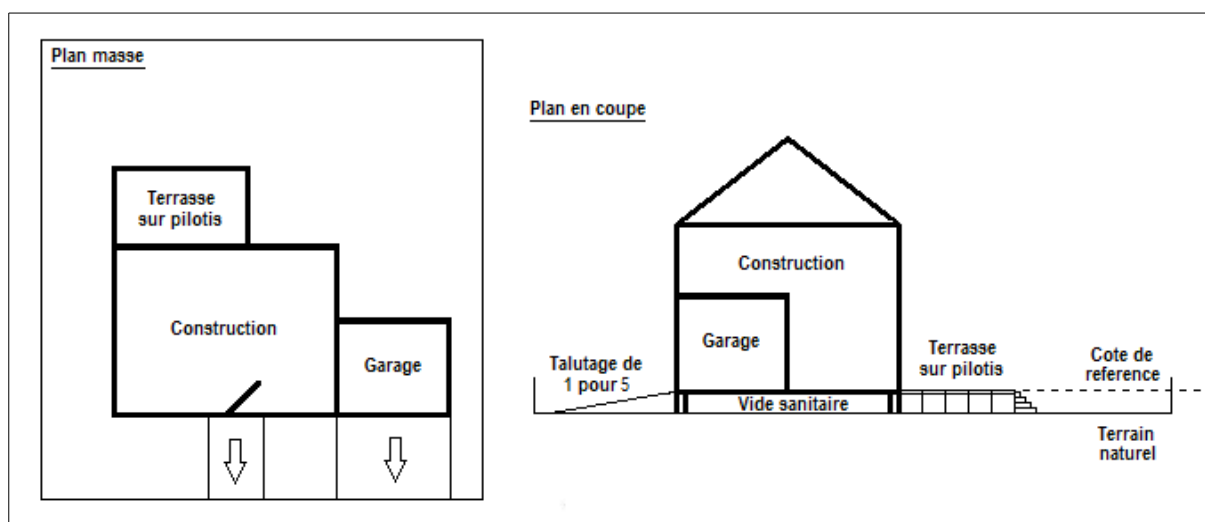 Plan masse
Terrasse
sur pilotis
Construction
Garage
Plan en coupe
Construction
Garage
Talutage de
1 pour 5
Vide sanitaire
Terrasse
sur pilotis
Cote de
reference
Terrain
naturel